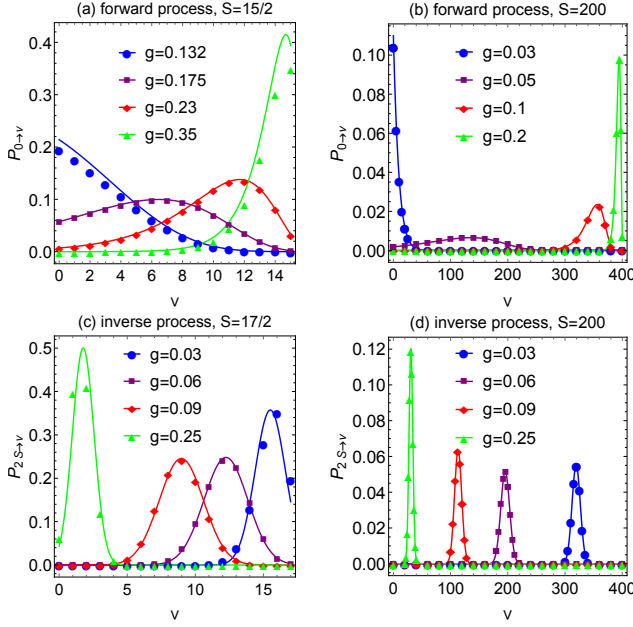 (a) forward process, S=15/2
0.4
0.3
0.2
0.1
0.0
P0→ν
g=0.132
g=0.175
g=0.23
g=0.35
0 2 4 6 8 10 12 14
ν
(b) forward process, S=200
0.10
0.08
0.06
0.04
0.02
0.00
P0→ν
g=0.03
g=0.05
g=0.1
g=0.2
0 100 200 300 400
ν
(c) inverse process, S=17/2
0.5
0.4
0.3
0.2
0.1
0.0
P2 S→ν
g=0.03
g=0.06
g=0.09
g=0.25
0 5 10 15
ν
(d) inverse process, S=200
0.12
0.10
0.08
0.06
0.04
0.02
0.00
P2 S→ν
g=0.03
g=0.06
g=0.09
g=0.25
0 100 200 300 400
ν